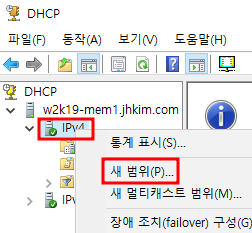 DHCP
파일(F) 동작(A) 보기(V) 도움말(H)
DHCP
w2k19-mem1.jhkim.com
IPv4
통계 표시(S)...
새 범위(P)...
새 멀티캐스트 범위(M)...
장애 조치(failover) 구성(G)